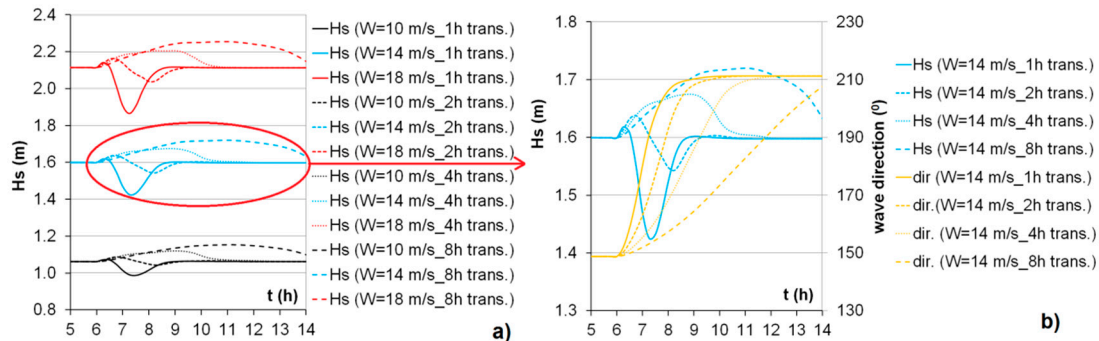 2.4
2.2
2.0
1.8
1.6
1.4
1.2
1.0
0.8
Hs (m)
5 6 7 8 9 10 11 12 13 14
t (h)
a)
Hs (W=10 m/s_1h trans.)
Hs (W=14 m/s_1h trans.)
Hs (W=18 m/s_1h trans.)
Hs (W=10 m/s_2h trans.)
Hs (W=14 m/s_2h trans.)
Hs (W=18 m/s_2h trans.)
Hs (W=10 m/s_4h trans.)
Hs (W=14 m/s_4h trans.)
Hs (W=18 m/s_4h trans.)
Hs (W=10 m/s_8h trans.)
Hs (W=14 m/s_8h trans.)
Hs (W=18 m/s_8h trans.)
1.8
1.7
1.6
1.5
1.4
1.3
Hs (m)
5 6 7 8 9 10 11 12 13 14
t (h)
230
210
190
170
150
130
wave direction (º)
b)
Hs (W=14 m/s_1h trans.)
Hs (W=14 m/s_2h trans.)
Hs (W=14 m/s_4h trans.)
Hs (W=14 m/s_8h trans.)
dir (W=14 m/s_1h trans.)
dir. (W=14 m/s_2h trans.)
dir. (W=14 m/s_4h trans.)
dir. (W=14 m/s_8h trans.)